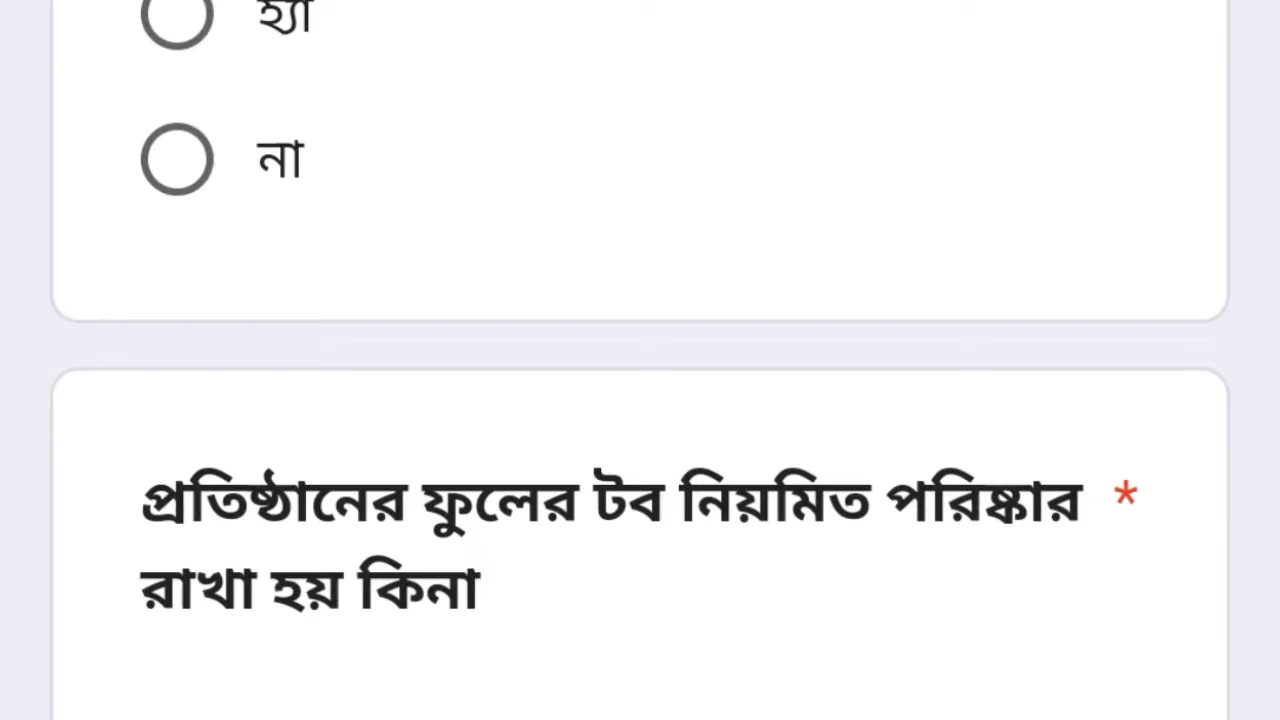 হ্যা
না
প্রতিষ্ঠানের ফুলের টব নিয়মিত পরিষ্কার *
রাখা হয় কিনা